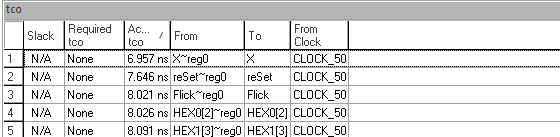 tco
Slack Required tco Ac... tco From To From Clock
1 N/A None 6.957 ns X~reg0 X CLOCK_50
2 N/A None 7.646 ns reSet~reg0 reSet CLOCK_50
3 N/A None 8.021 ns Flick~reg0 Flick CLOCK_50
4 N/A None 8.026 ns HEX0[2]~reg0 HEX0[2] CLOCK_50
5 N/A None 8.091 ns HEX1[3]~reg0 HEX1[3] CLOCK_50